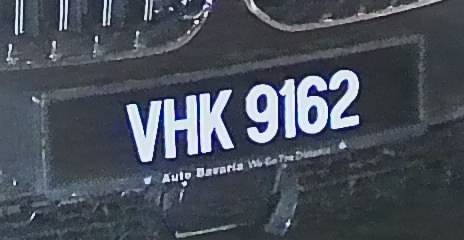 VHK 9162
Auto Bavaria We Go The Distance